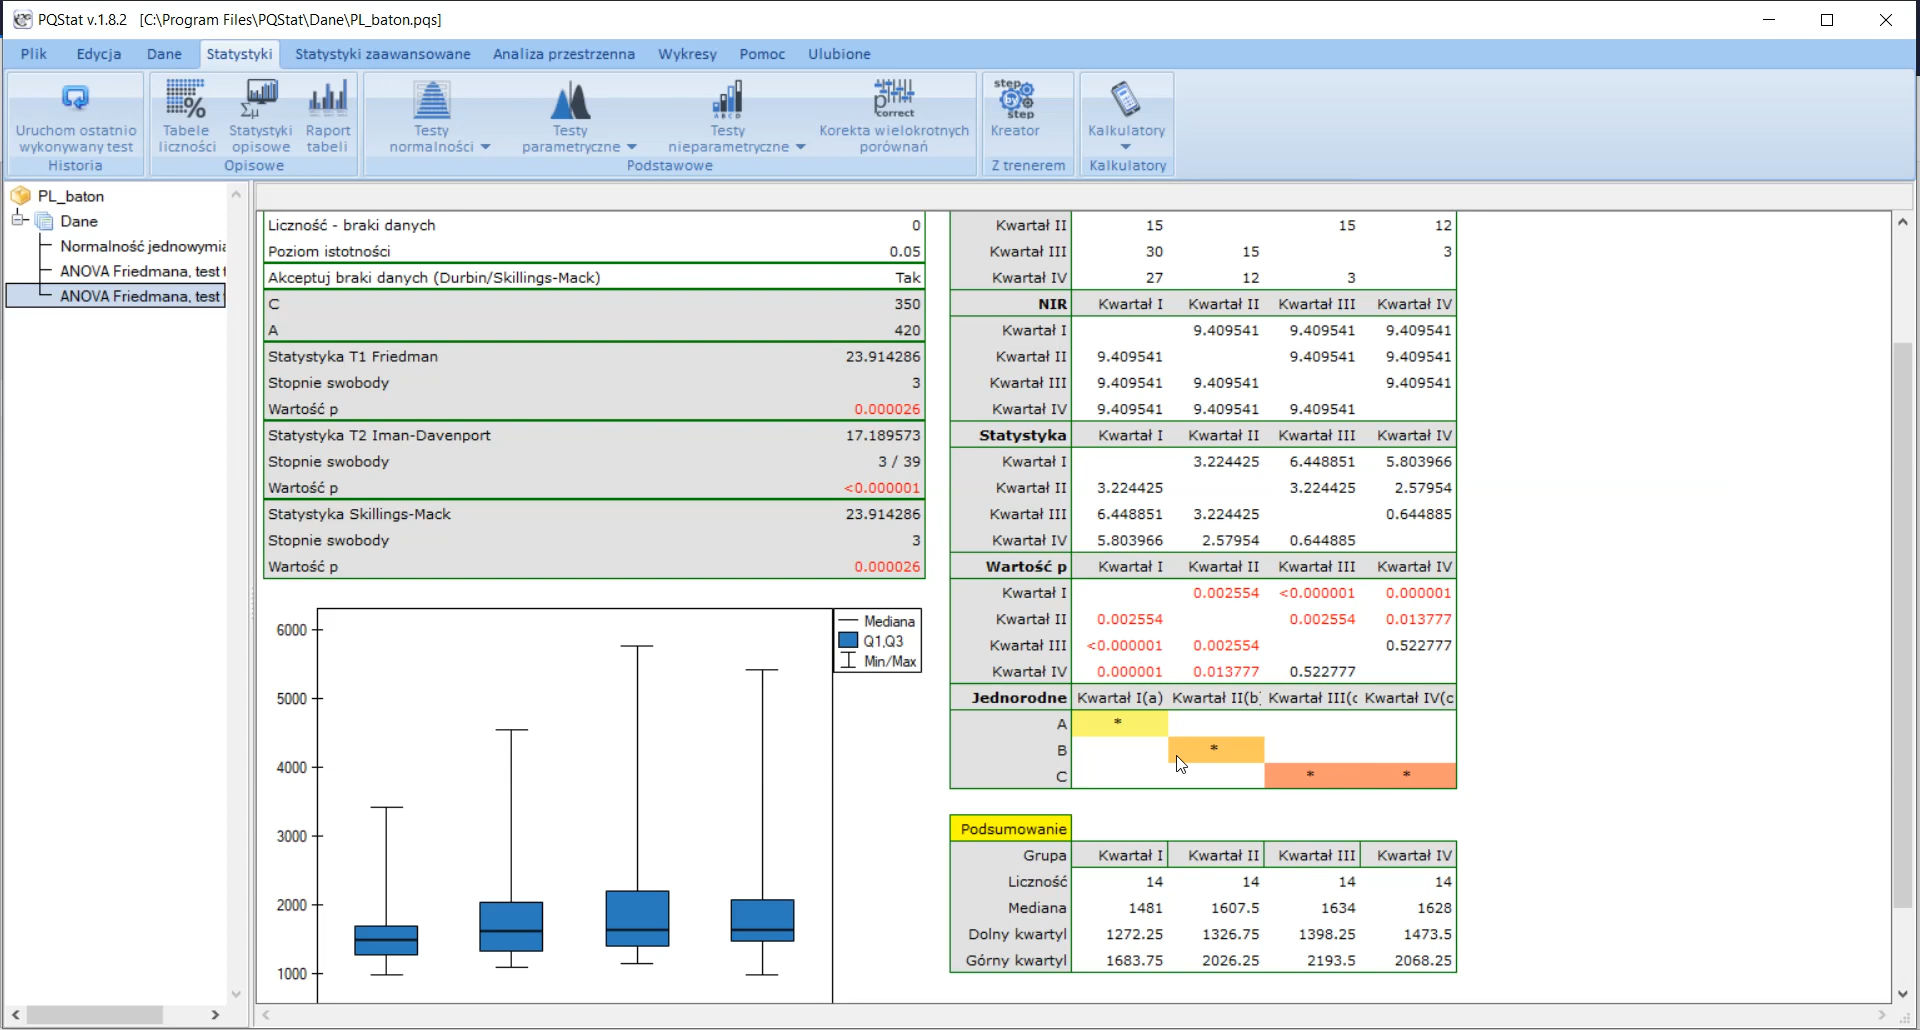 PQStat v.1.8.2 [C:\Program Files\PQStat\Dane\PL_baton.pqs]
Plik Edycja Dane Statystyki Statystyki zaawansowane Analiza przestrzenna Wykresy Pomoc Ulubione
Uruchom ostatnio
wykonywany test
Historia
Tabele
liczności
Statystyki
opisowe
Raport
tabeli
Opisowe
Testy
normalności
Testy
parametryczne
Testy
nieparametryczne
correct
Korekta wielokrotnych
porównań
Podstawowe
step
step
Kreator
Z trenerem
Kalkulatory
Kalkulatory
PL_baton
Dane
Normalność jednowymia
ANOVA Friedmana, test
ANOVA Friedmana, test
Liczność - braki danych 0
Poziom istotności 0.05
Akceptuj braki danych (Durbin/Skillings-Mack) Tak
C 350
A 420
Statystyka T1 Friedman 23.914286
Stopnie swobody 3
Wartość p 0.000026
Statystyka T2 Iman-Davenport 17.189573
Stopnie swobody 3 / 39
Wartość p <0.000001
Statystyka Skillings-Mack 23.914286
Stopnie swobody 3
Wartość p 0.000026
6000
5000
4000
3000
2000
1000
Mediana
Q1,Q3
Min/Max
Kwartał II 15 15 12
Kwartał III 30 15 3
Kwartał IV 27 12 3
NIR Kwartał I Kwartał II Kwartał III Kwartał IV
Kwartał I 9.409541 9.409541 9.409541
Kwartał II 9.409541 9.409541 9.409541
Kwartał III 9.409541 9.409541 9.409541
Kwartał IV 9.409541 9.409541 9.409541
Statystyka Kwartał I Kwartał II Kwartał III Kwartał IV
Kwartał I 3.224425 6.448851 5.803966
Kwartał II 3.224425 3.224425 2.57954
Kwartał III 6.448851 3.224425 0.644885
Kwartał IV 5.803966 2.57954 0.644885
Wartość p Kwartał I Kwartał II Kwartał III Kwartał IV
Kwartał I 0.002554 <0.000001 0.000001
Kwartał II 0.002554 0.002554 0.013777
Kwartał III <0.000001 0.002554 0.522777
Kwartał IV 0.000001 0.013777 0.522777
Jednorodne Kwartał I(a) Kwartał II(b Kwartał III(c Kwartał IV(c
A *
B *
C * *
Podsumowanie
Grupa Kwartał I Kwartał II Kwartał III Kwartał IV
Liczność 14 14 14 14
Mediana 1481 1607.5 1634 1628
Dolny kwartyl 1272.25 1326.75 1398.25 1473.5
Górny kwartyl 1683.75 2026.25 2193.5 2068.25